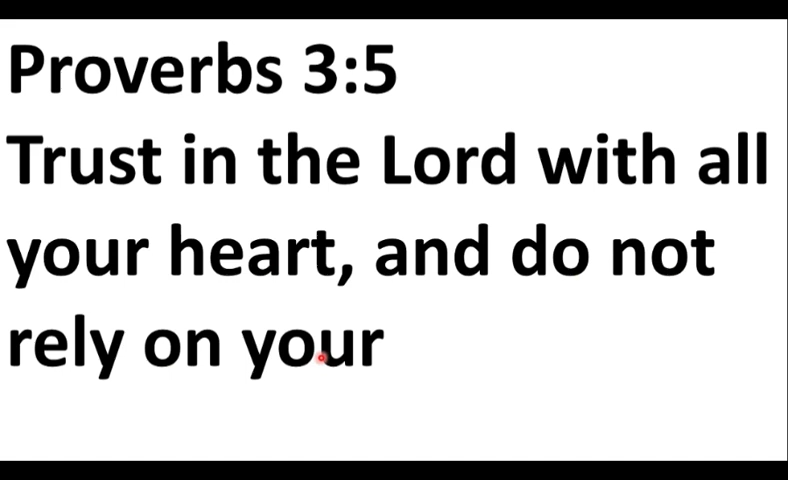 Proverbs 3:5
Trust in the Lord with all
your heart, and do not
rely on your